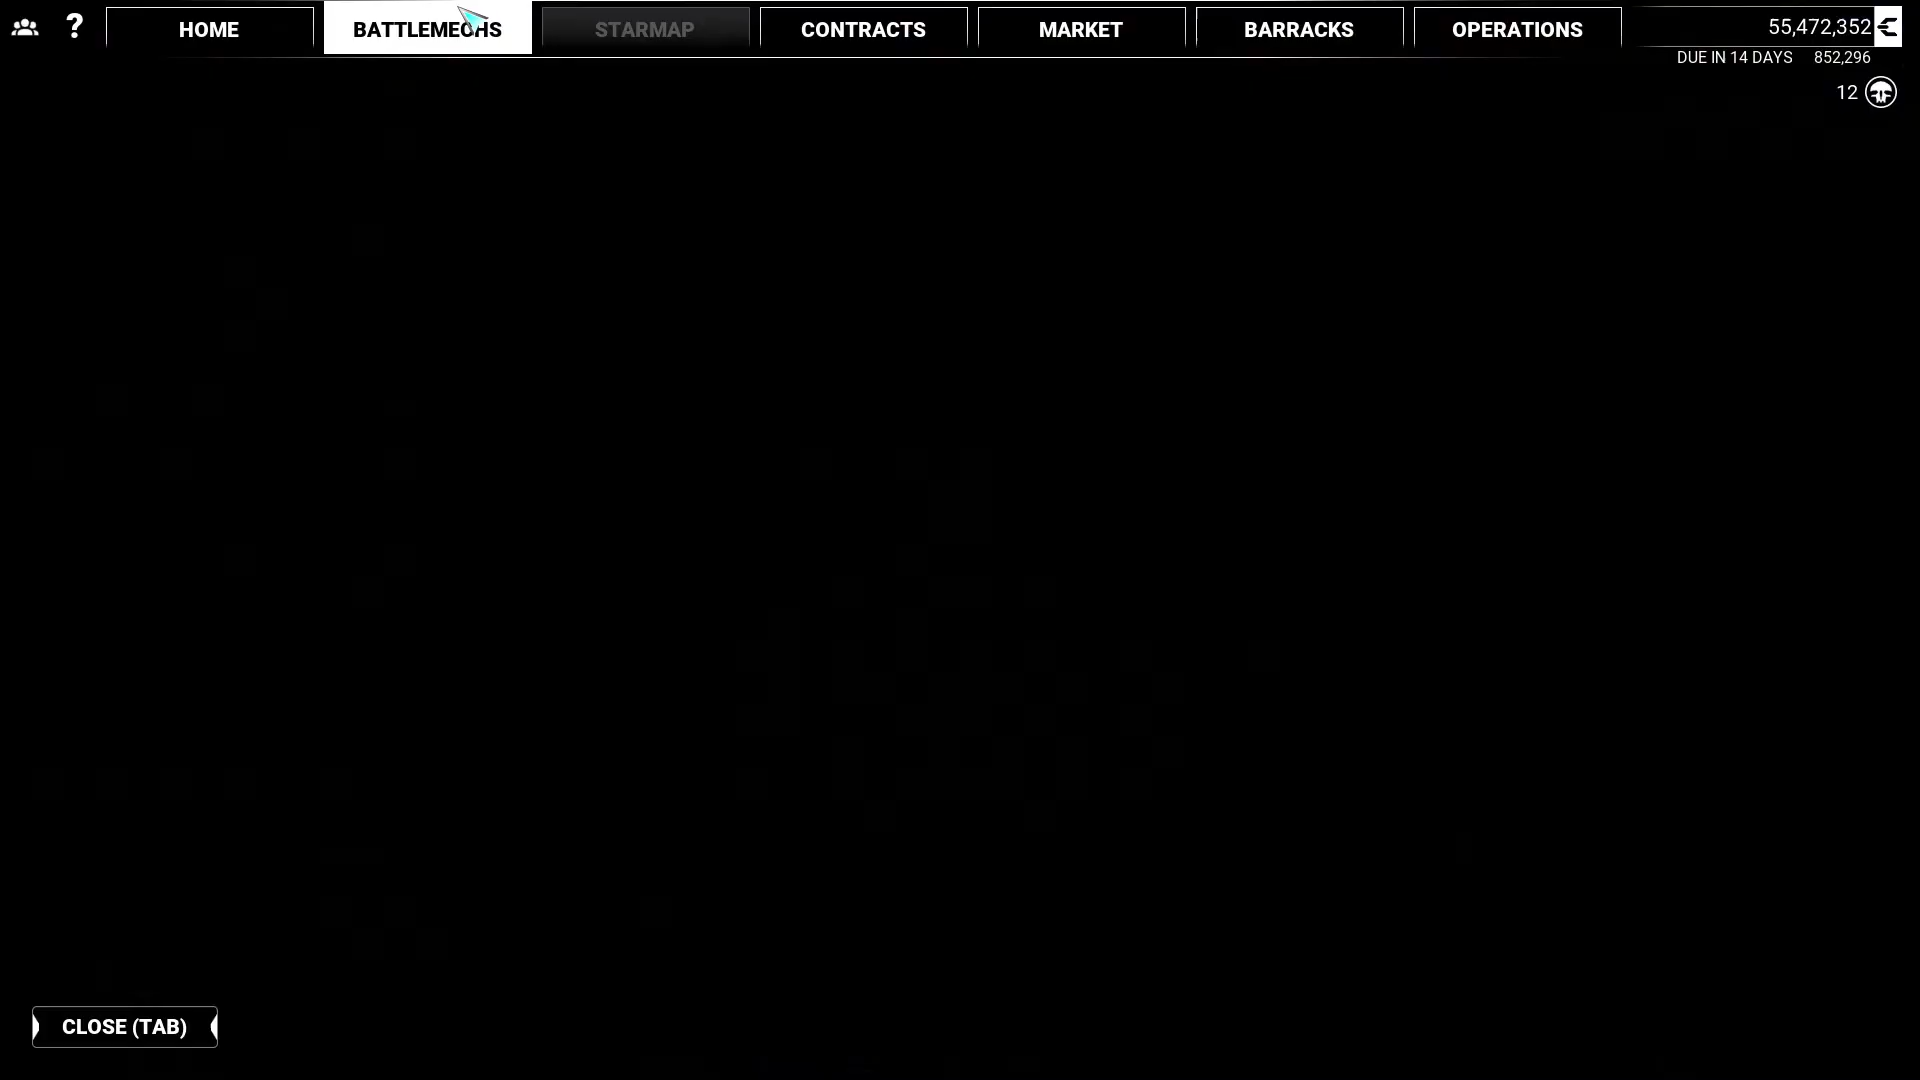 ?
HOME
BATTLEMECHS
STARMAP
CONTRACTS
MARKET
BARRACKS
OPERATIONS
55,472,352
DUE IN 14 DAYS 852,296
12
CLOSE (TAB)